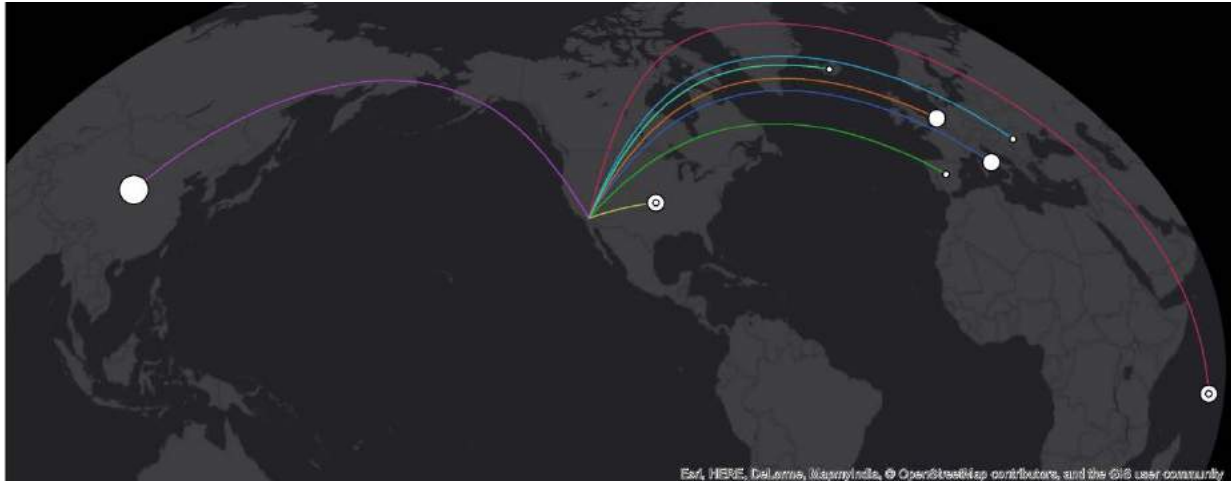 Esri, HERE, DeLorme, MapmyIndia, © OpenStreetMap contributors, and the GIS user community